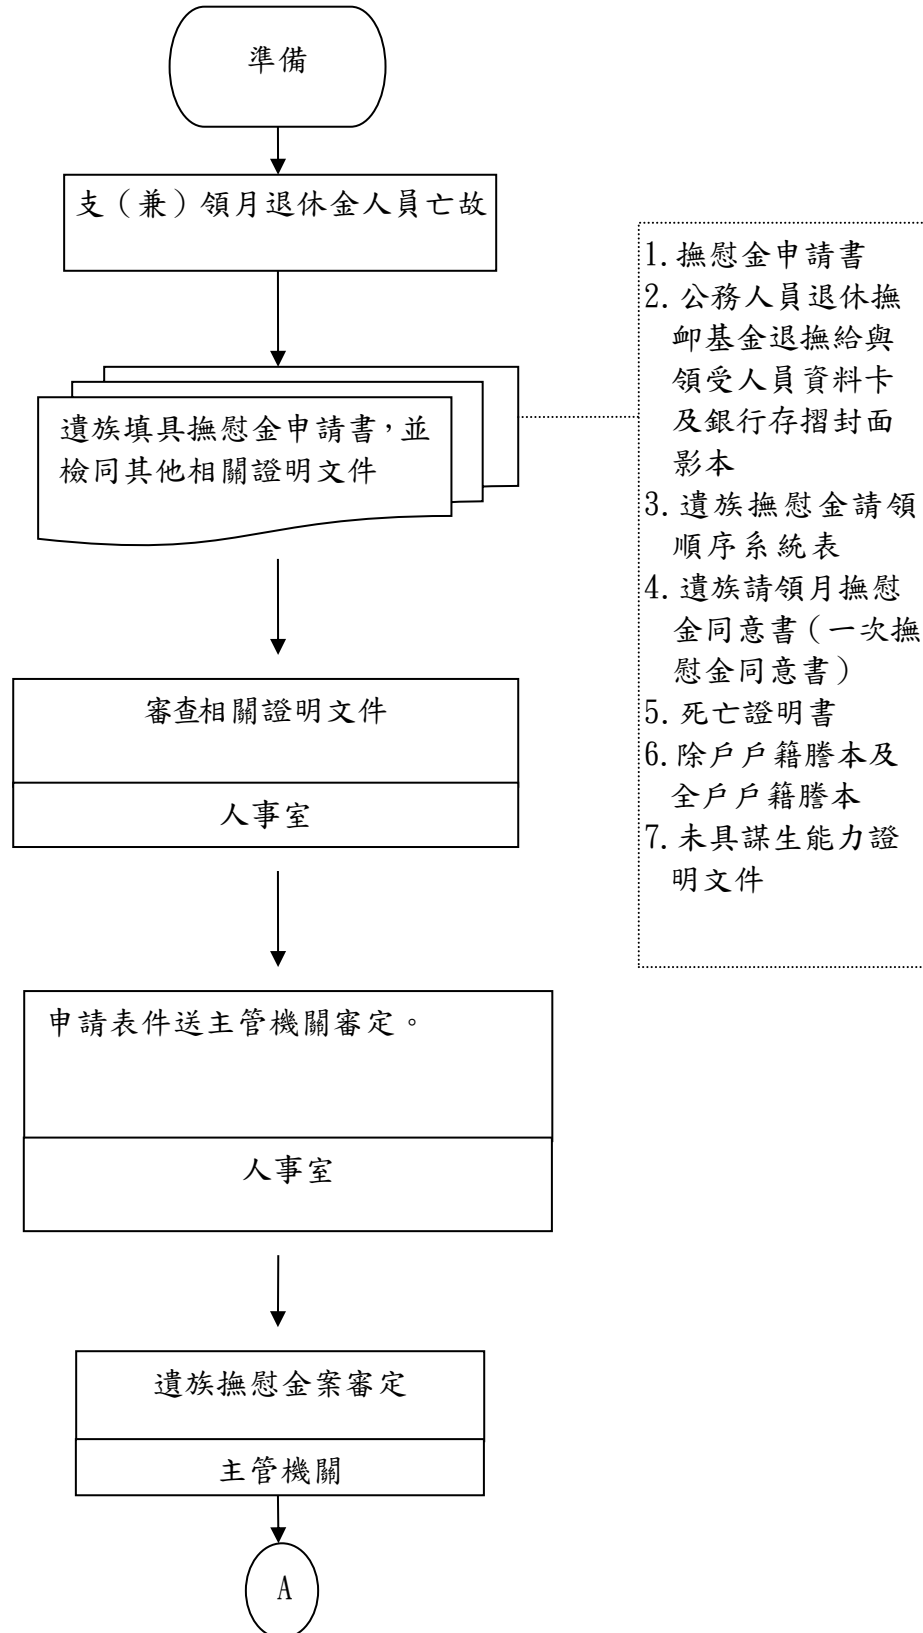 準備
支（兼）領月退休金人員亡故
遺族填具撫慰金申請書，並
檢同其他相關證明文件
1. 撫慰金申請書
2. 公務人員退休撫
卹基金退撫給與
領受人員資料卡
及銀行存摺封面
影本
3. 遺族撫慰金請領
順序系統表
4. 遺族請領月撫慰
金同意書（一次撫
慰金同意書）
5. 死亡證明書
6. 除戶戶籍謄本及
全戶戶籍謄本
7. 未具謀生能力證
明文件
審查相關證明文件
人事室
申請表件送主管機關審定。
人事室
遺族撫慰金案審定
主管機關
A